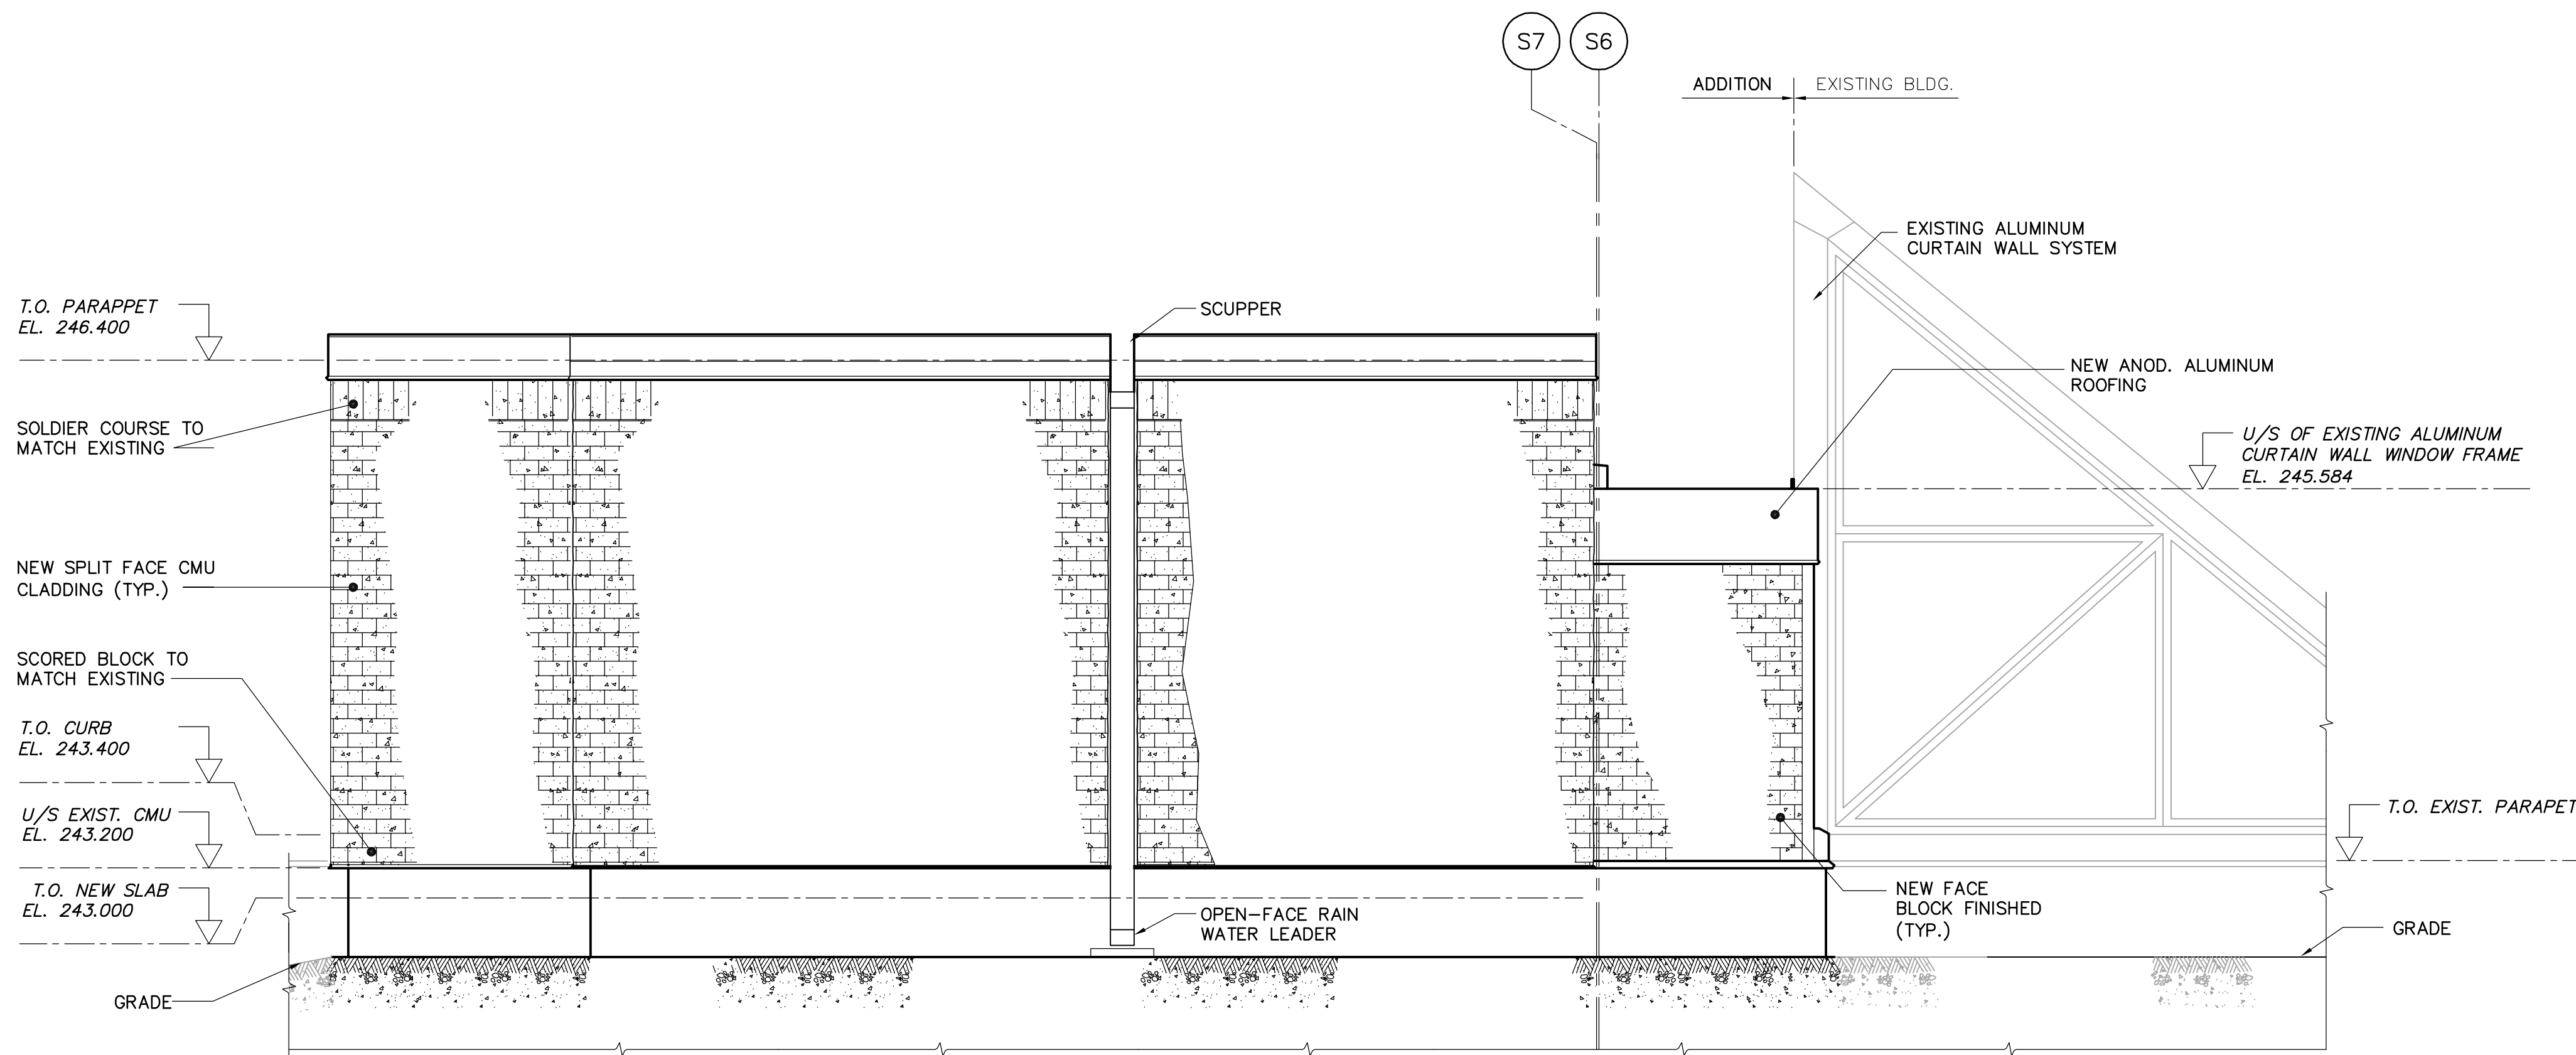 S7
S6
ADDITION
EXISTING BLDG.
EXISTING ALUMINUM
CURTAIN WALL SYSTEM
T.O. PARAPPET
EL. 246.400
SCUPPER
NEW ANOD. ALUMINUM
ROOFING
SOLDIER COURSE TO
MATCH EXISTING
U/S OF EXISTING ALUMINUM
CURTAIN WALL WINDOW FRAME
EL. 245.584
NEW SPLIT FACE CMU
CLADDING (TYP.)
SCORED BLOCK TO
MATCH EXISTING
T.O. CURB
EL. 243.400
U/S EXIST. CMU
EL. 243.200
T.O. EXIST. PARAPET
T.O. NEW SLAB
EL. 243.000
OPEN-FACE RAIN
WATER LEADER
NEW FACE
BLOCK FINISHED
(TYP.)
GRADE
GRADE